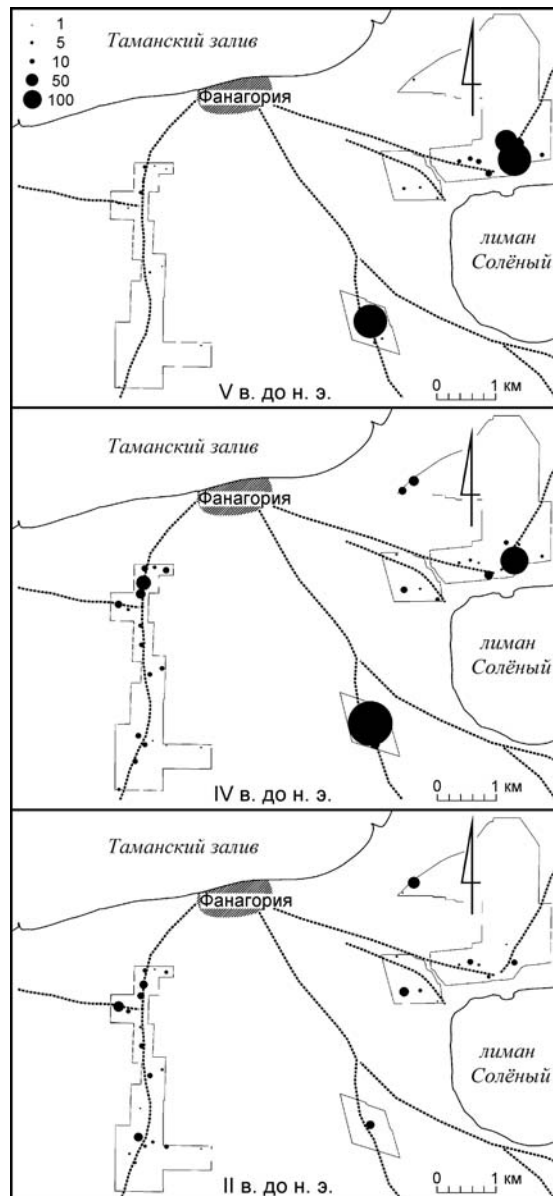 Таманский залив
1
5
10
50
100
Фанагория
лиман
Солёный
0 1 км
V в. до н. э.
Таманский залив
Фанагория
лиман
Солёный
0 1 км
IV в. до н. э.
Таманский залив
Фанагория
лиман
Солёный
0 1 км
II в. до н. э.